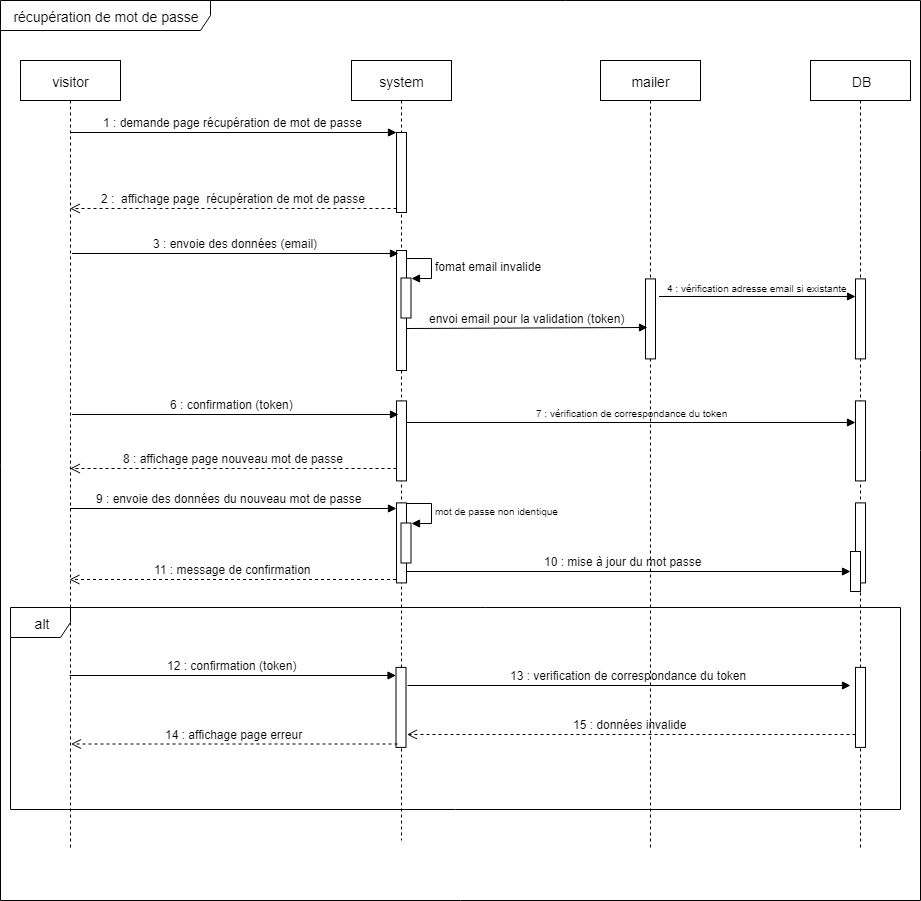 récupération de mot de passe
visitor
system
mailer
DB
1 : demande page récupération de mot de passe
2 : affichage page récupération de mot de passe
3 : envoie des données (email)
fomat email invalide
4 : vérification adresse email si existante
envoi email pour la validation (token)
6 : confirmation (token)
7 : vérification de correspondance du token
8 : affichage page nouveau mot de passe
9 : envoie des données du nouveau mot de passe
mot de passe non identique
10 : mise à jour du mot passe
11 : message de confirmation
alt
12 : confirmation (token)
13 : verification de correspondance du token
15 : données invalide
14 : affichage page erreur